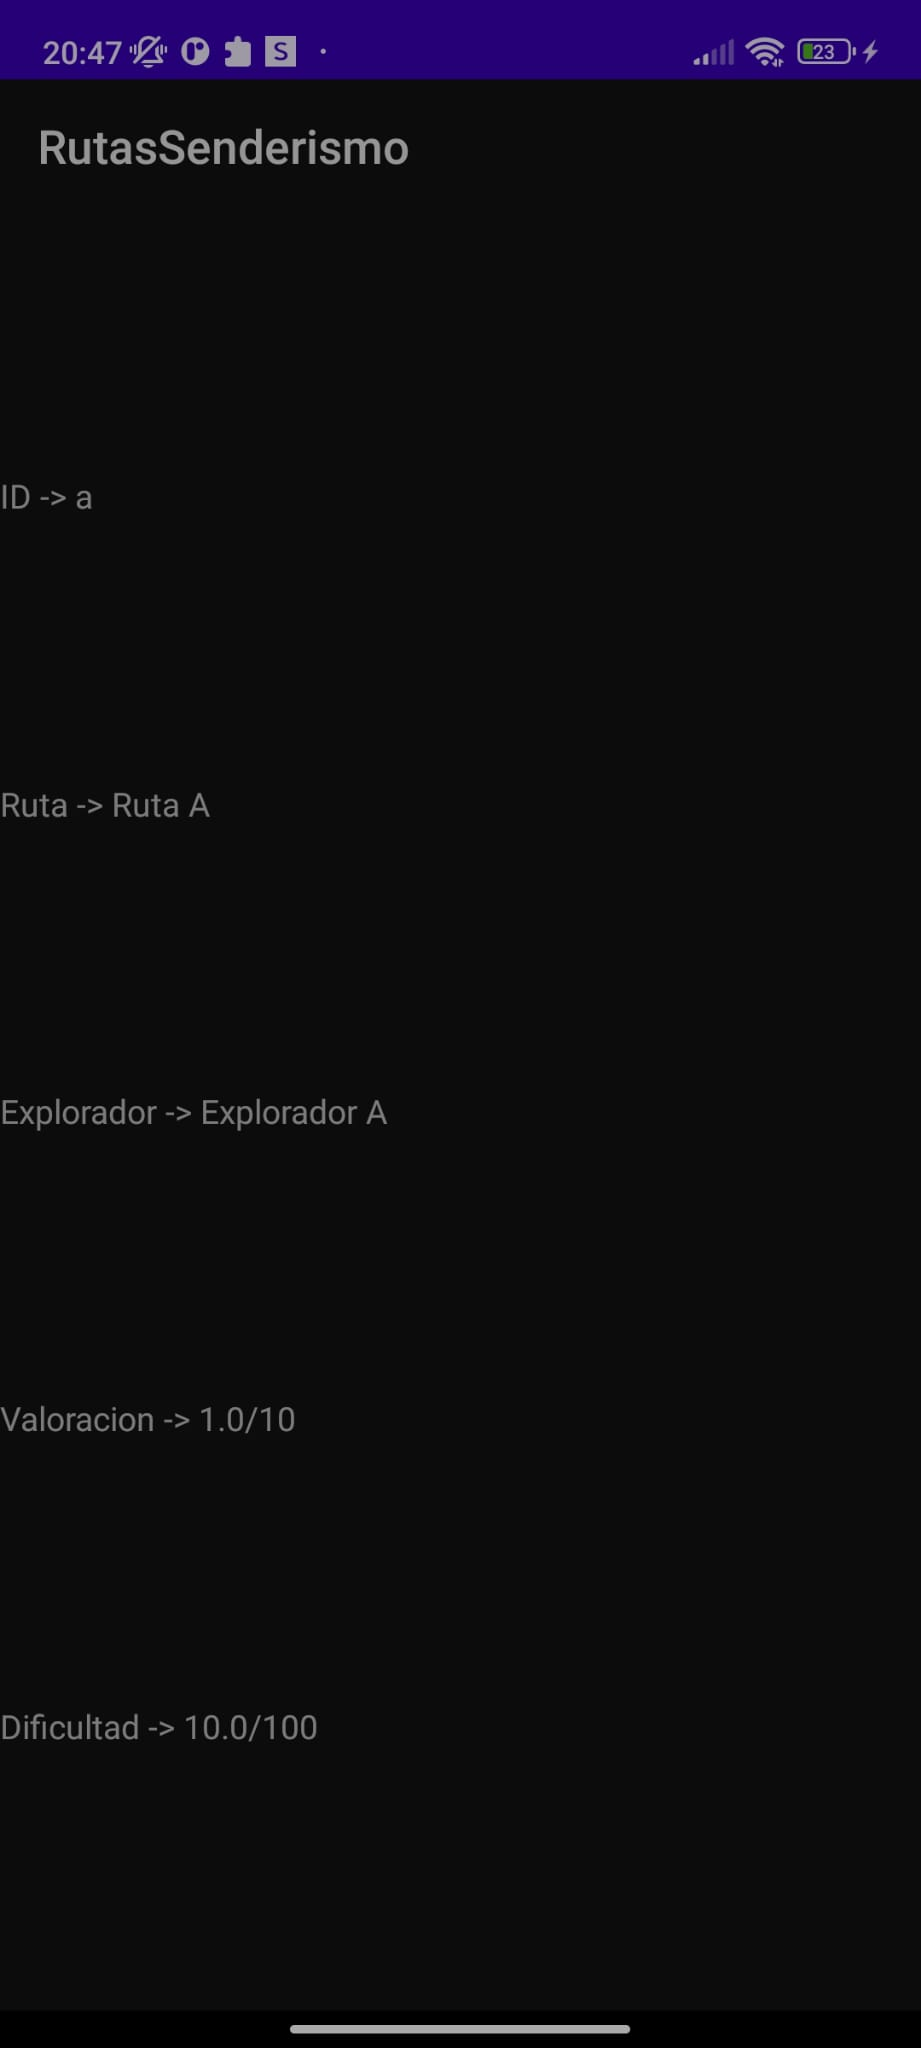 20:47 S 23
RutasSenderismo
ID -> a
Ruta -> Ruta A
Explorador -> Explorador A
Valoracion -> 1.0/10
Dificultad -> 10.0/100